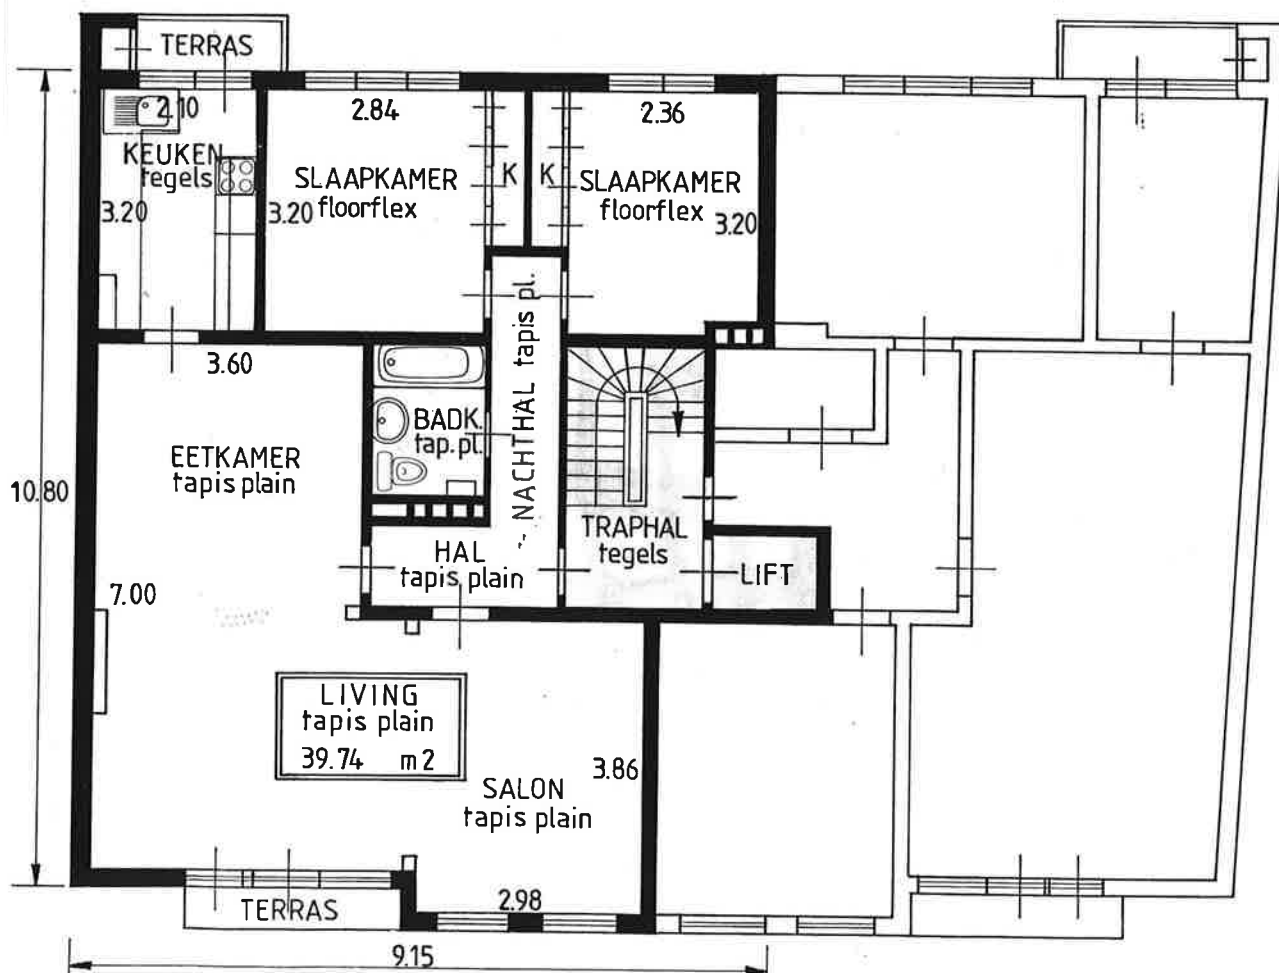 TERRAS
2.10
KEUKEN
tegels
3.20
2.84
SLAAPKAMER
floorflex
3.20
K
K
2.36
SLAAPKAMER
floorflex
3.20
NACHTHAL tapis pl.
3.60
EETKAMER
tapis plain
BADK.
tap. pl.
10.80
7.00
HAL
tapis plain
TRAPHAL
tegels
LIFT
LIVING
tapis plain
39.74 m2
3.86
SALON
tapis plain
TERRAS
2.98
9.15